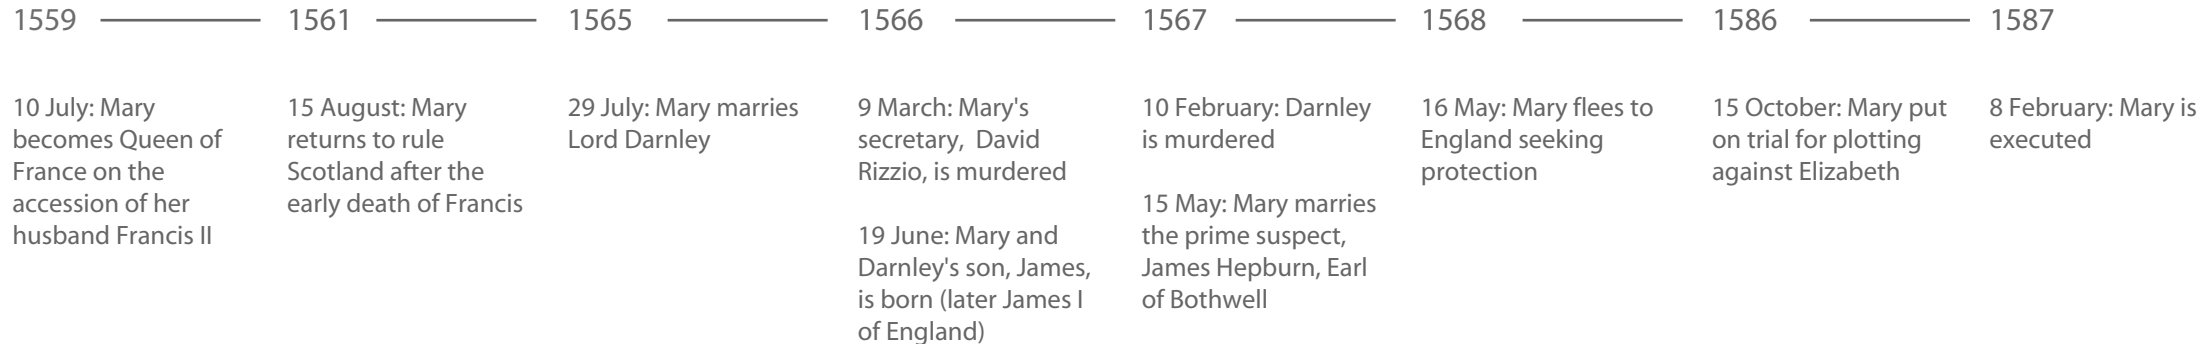 1559
1561
1565
1566
1567
1568
1586
1587
10 July: Mary
becomes Queen of
France on the
accession of her
husband Francis II
15 August: Mary
returns to rule
Scotland after the
early death of Francis
29 July: Mary marries
Lord Darnley
9 March: Mary's
secretary,  David
Rizzio, is murdered
19 June: Mary and
Darnley's son, James,
is born (later James I
of England)
10 February: Darnley
is murdered
15 May: Mary marries
the prime suspect,
James Hepburn, Earl
of Bothwell
16 May: Mary flees to
England seeking
protection
15 October: Mary put
on trial for plotting
against Elizabeth
8 February: Mary is
executed